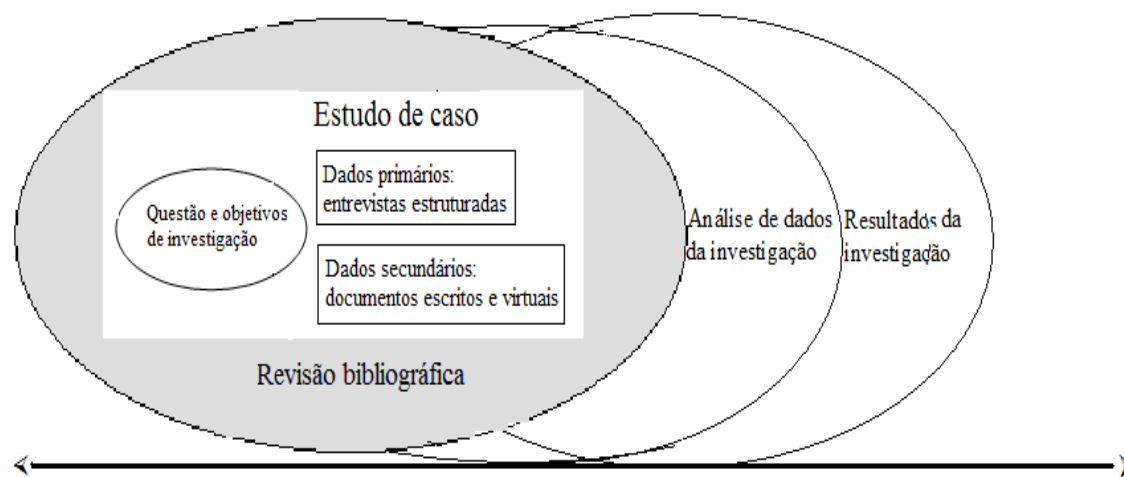 Estudo de caso
Questão e objetivos
de investigação
Dados primários:
entrevistas estruturadas
Dados secundários:
documentos escritos e virtuais
Revisão bibliográfica
Análise de dados
da investigação
Resultados da
investigação